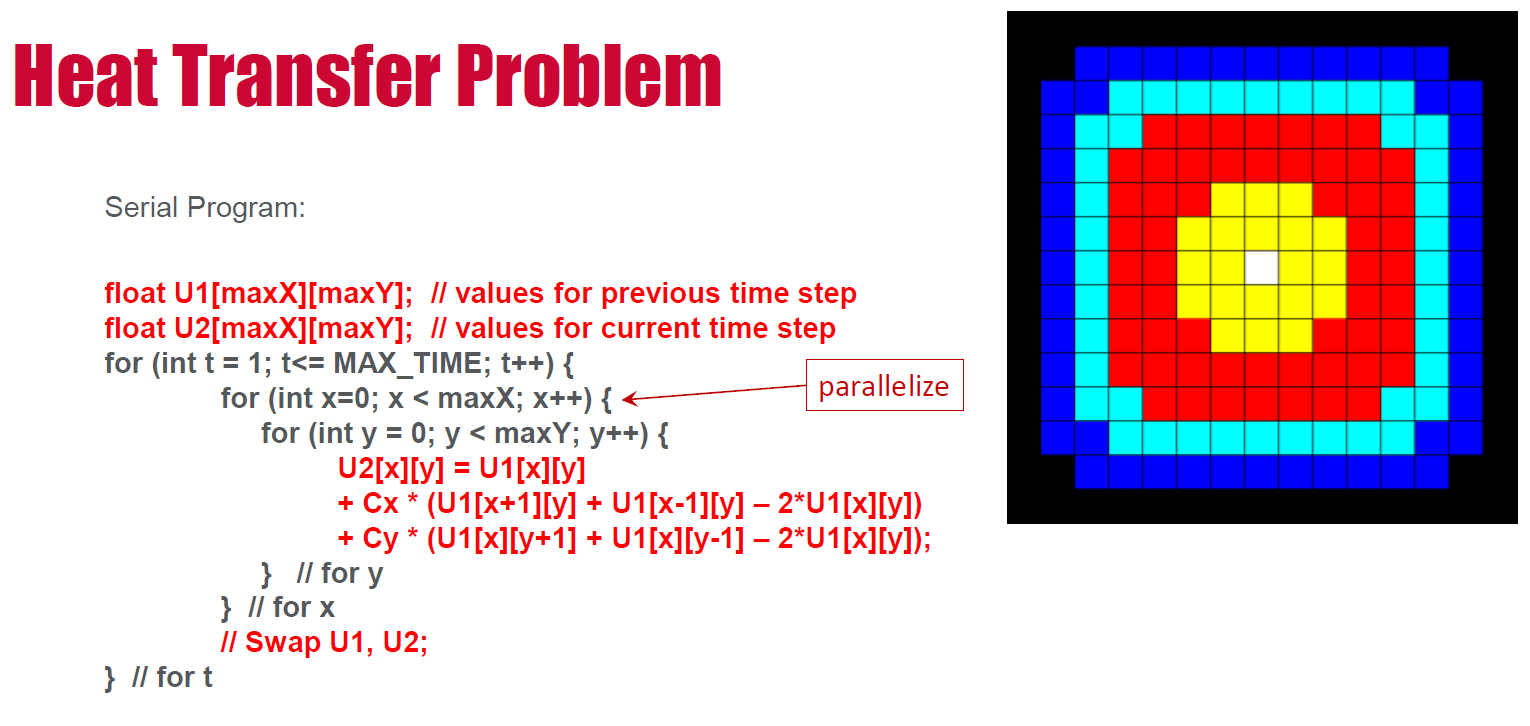 Heat Transfer Problem
Serial Program:
float U1[maxX][maxY];  // values for previous time step
float U2[maxX][maxY];  // values for current time step
for (int t = 1; t<= MAX_TIME; t++) {
for (int x=0; x < maxX; x++) {
parallelize
for (int y = 0; y < maxY; y++) {
U2[x][y] = U1[x][y]
+ Cx * (U1[x+1][y] + U1[x-1][y] – 2*U1[x][y])
+ Cy * (U1[x][y+1] + U1[x][y-1] – 2*U1[x][y]);
}   // for y
}  // for x
// Swap U1, U2;
}  // for t